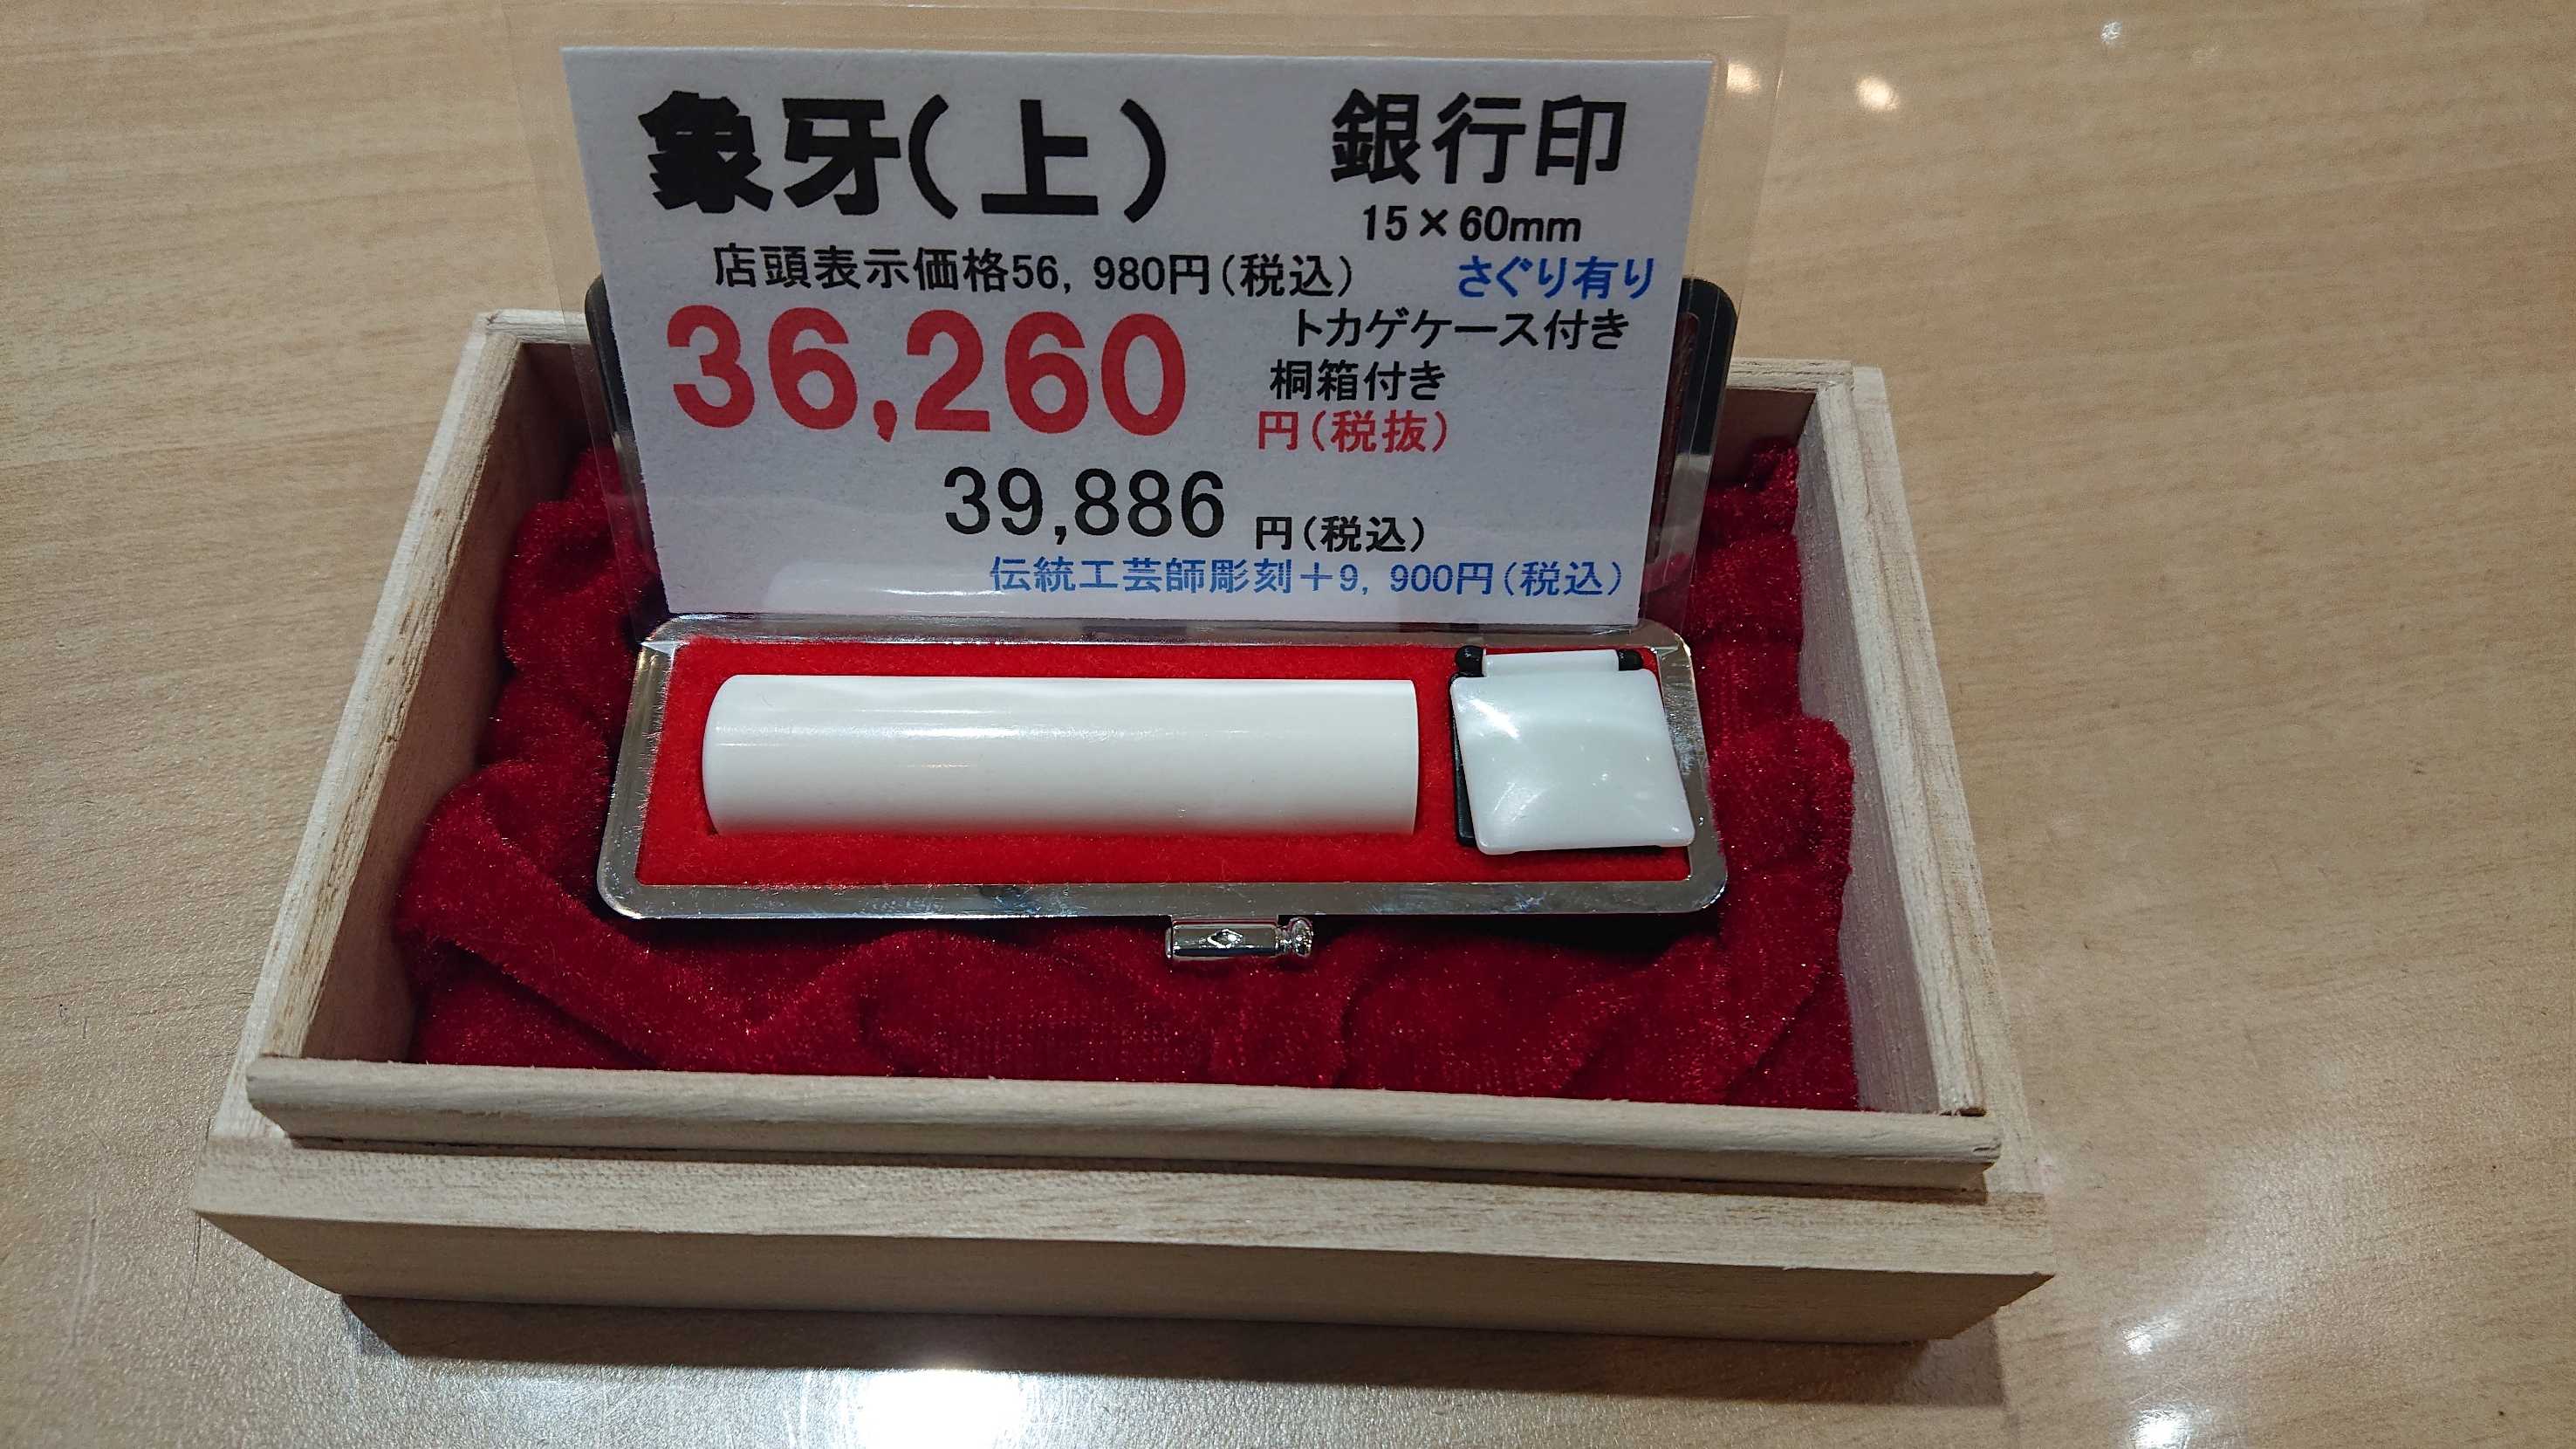 象牙(上) 銀行印
15×60mm
店頭表示価格56,980円(税込) さぐり有り
36,260 トカゲケース付き
桐箱付き
円(税抜)
39,886 円(税込)
伝統工芸師彫刻+9,900円(税込)